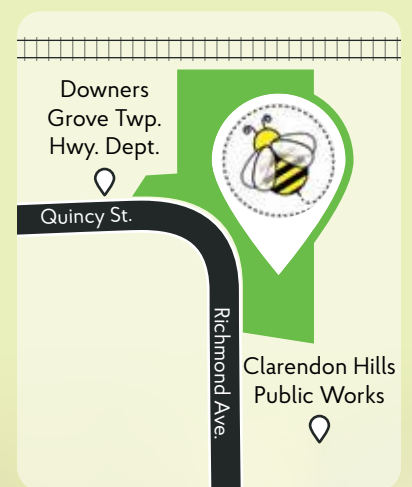 Downers
Grove Twp.
Hwy. Dept.
Quincy St.
Richmond Ave.
Clarendon Hills
Public Works